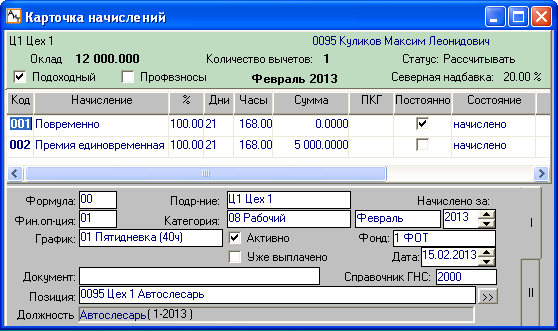 Карточка начислений
Ц1 Цех 1 0095 Куликов Максим Леонидович
Оклад 12 000.000 Количество вычетов: 1 Статус: Рассчитывать
Подоходный Профвзносы Февраль 2013 Северная надбавка: 20.00 %
Код Начисление % Дни Часы Сумма ПКГ Постоянно Состояние
001 Повременно 100.00 21 168.00 0.0000 начислено
002 Премия единовременная 100.00 21 168.00 5 000.0000 начислено
Формула: 00 Подр-ние: Ц1 Цех 1 Начислено за:
Фин.оп-ция: 01 Категория: 08 Рабочий Февраль 2013
График: 01 Пятидневка (40ч) Активно Фонд: 1 ФОТ
Уже выплачено Дата: 15.02.2013
Документ: Справочник ГНС: 2000
Позиция: 0095 Цех 1 Автослесарь >>
Должность Автослесарь( 1-2013 )
I
II